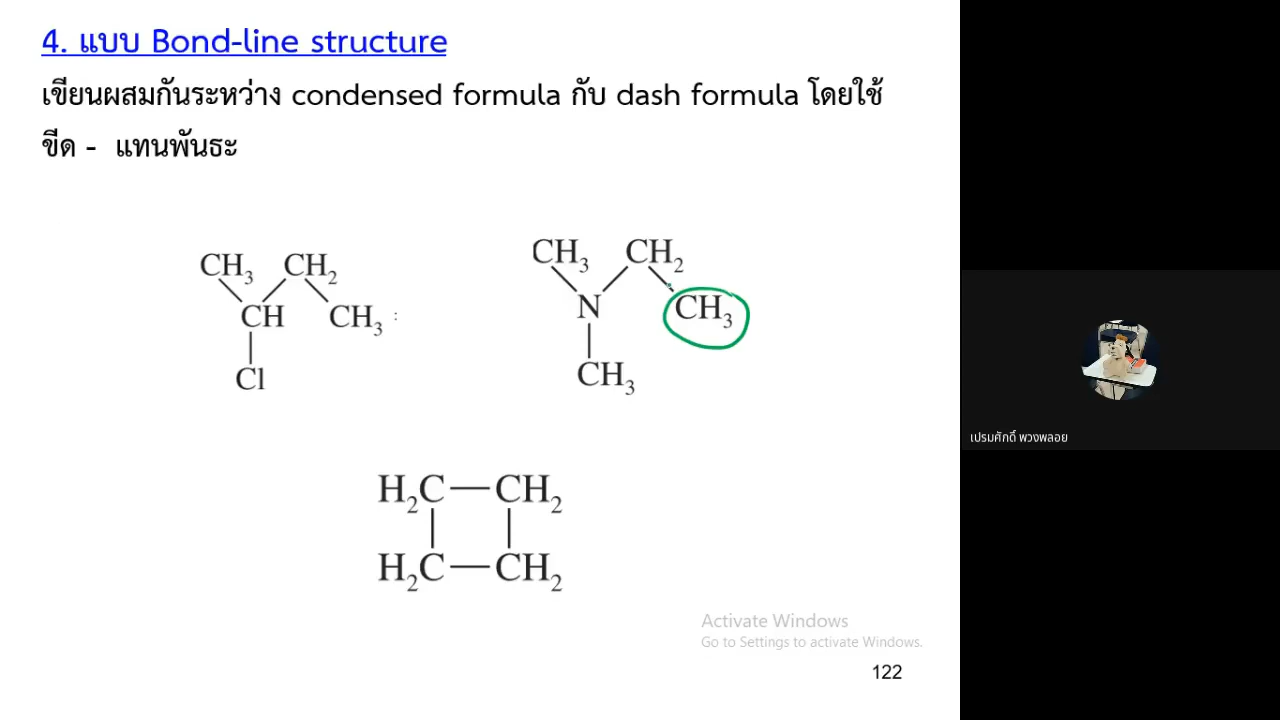 4. แบบ Bond-line structure
เขียนผสมกันระหว่าง condensed formula กับ dash formula โดยใช้
ขีด - แทนพันธะ
CH3 CH2
CH CH3
Cl
CH3 CH2
N CH3
CH3
H2C—CH2
H2C—CH2
Activate Windows
Go to Settings to activate Windows.
122
เปรมศักดิ์ พวงพลอย